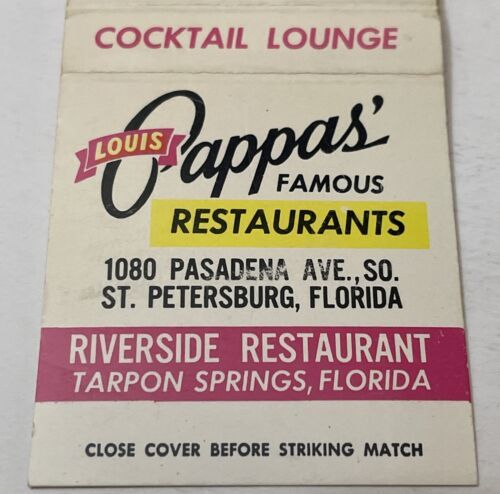 COCKTAIL LOUNGE
LOUIS Pappas'
FAMOUS
RESTAURANTS
1080 PASADENA AVE., SO.
ST. PETERSBURG, FLORIDA
RIVERSIDE RESTAURANT
TARPON SPRINGS, FLORIDA
CLOSE COVER BEFORE STRIKING MATCH